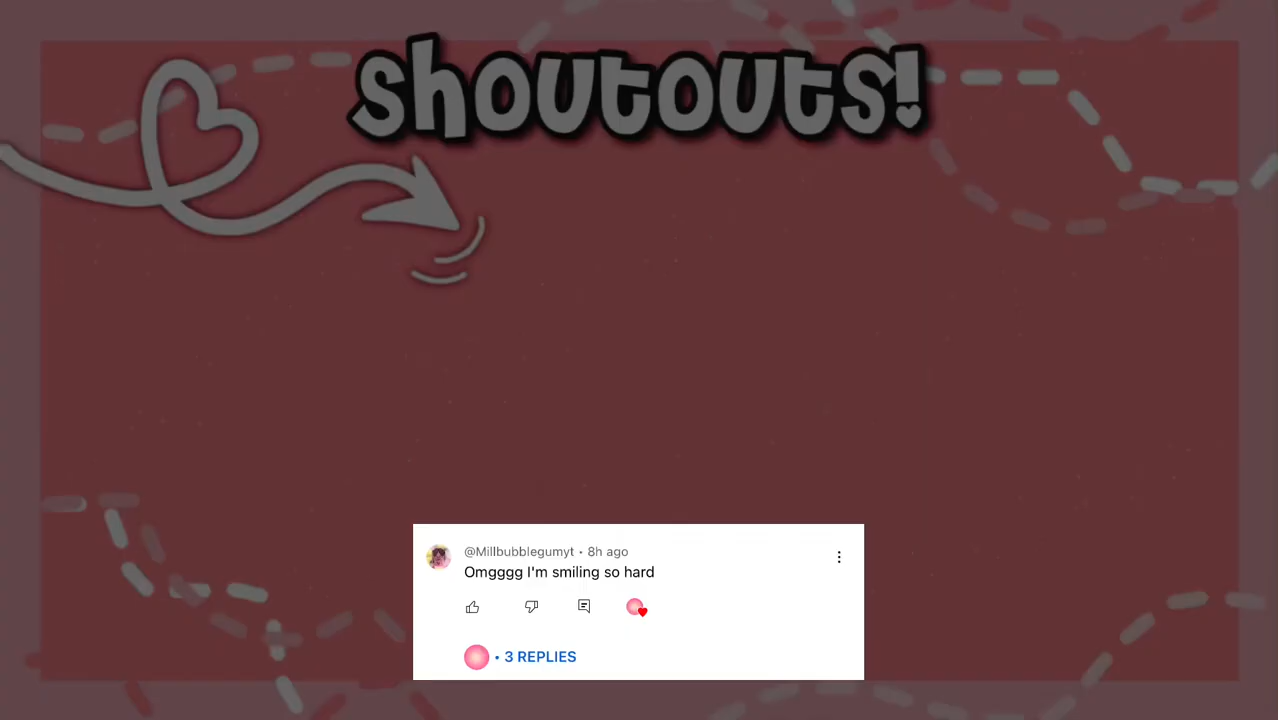 shoutouts!
@Millbubblegumyt • 8h ago
Omgggg I'm smiling so hard
• 3 REPLIES